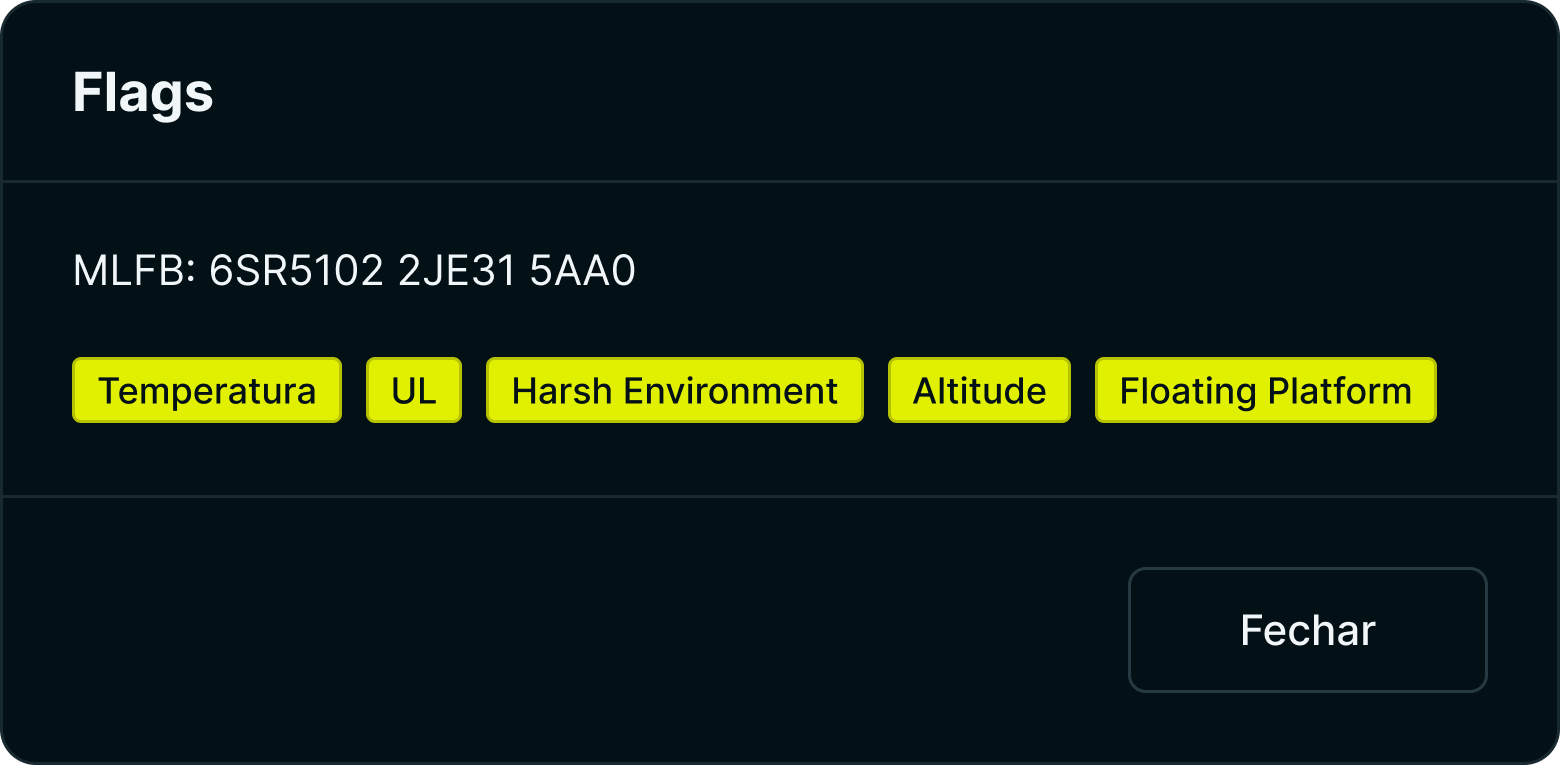 Flags
MLFB: 6SR5102 2JE31 5AA0
Temperatura UL Harsh Environment Altitude Floating Platform
Fechar